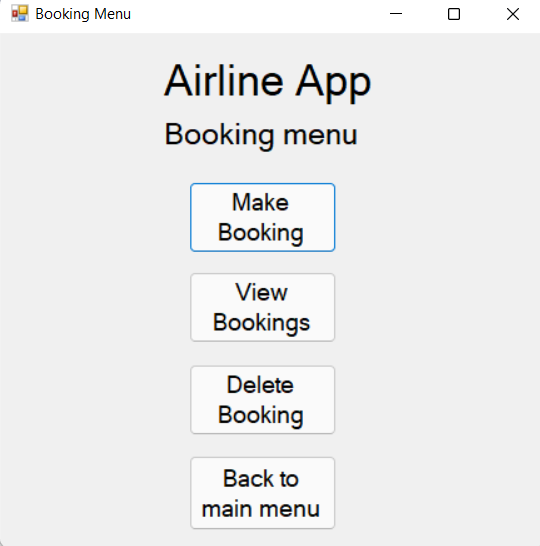 Booking Menu
Airline App
Booking menu
Make
Booking
View
Bookings
Delete
Booking
Back to
main menu